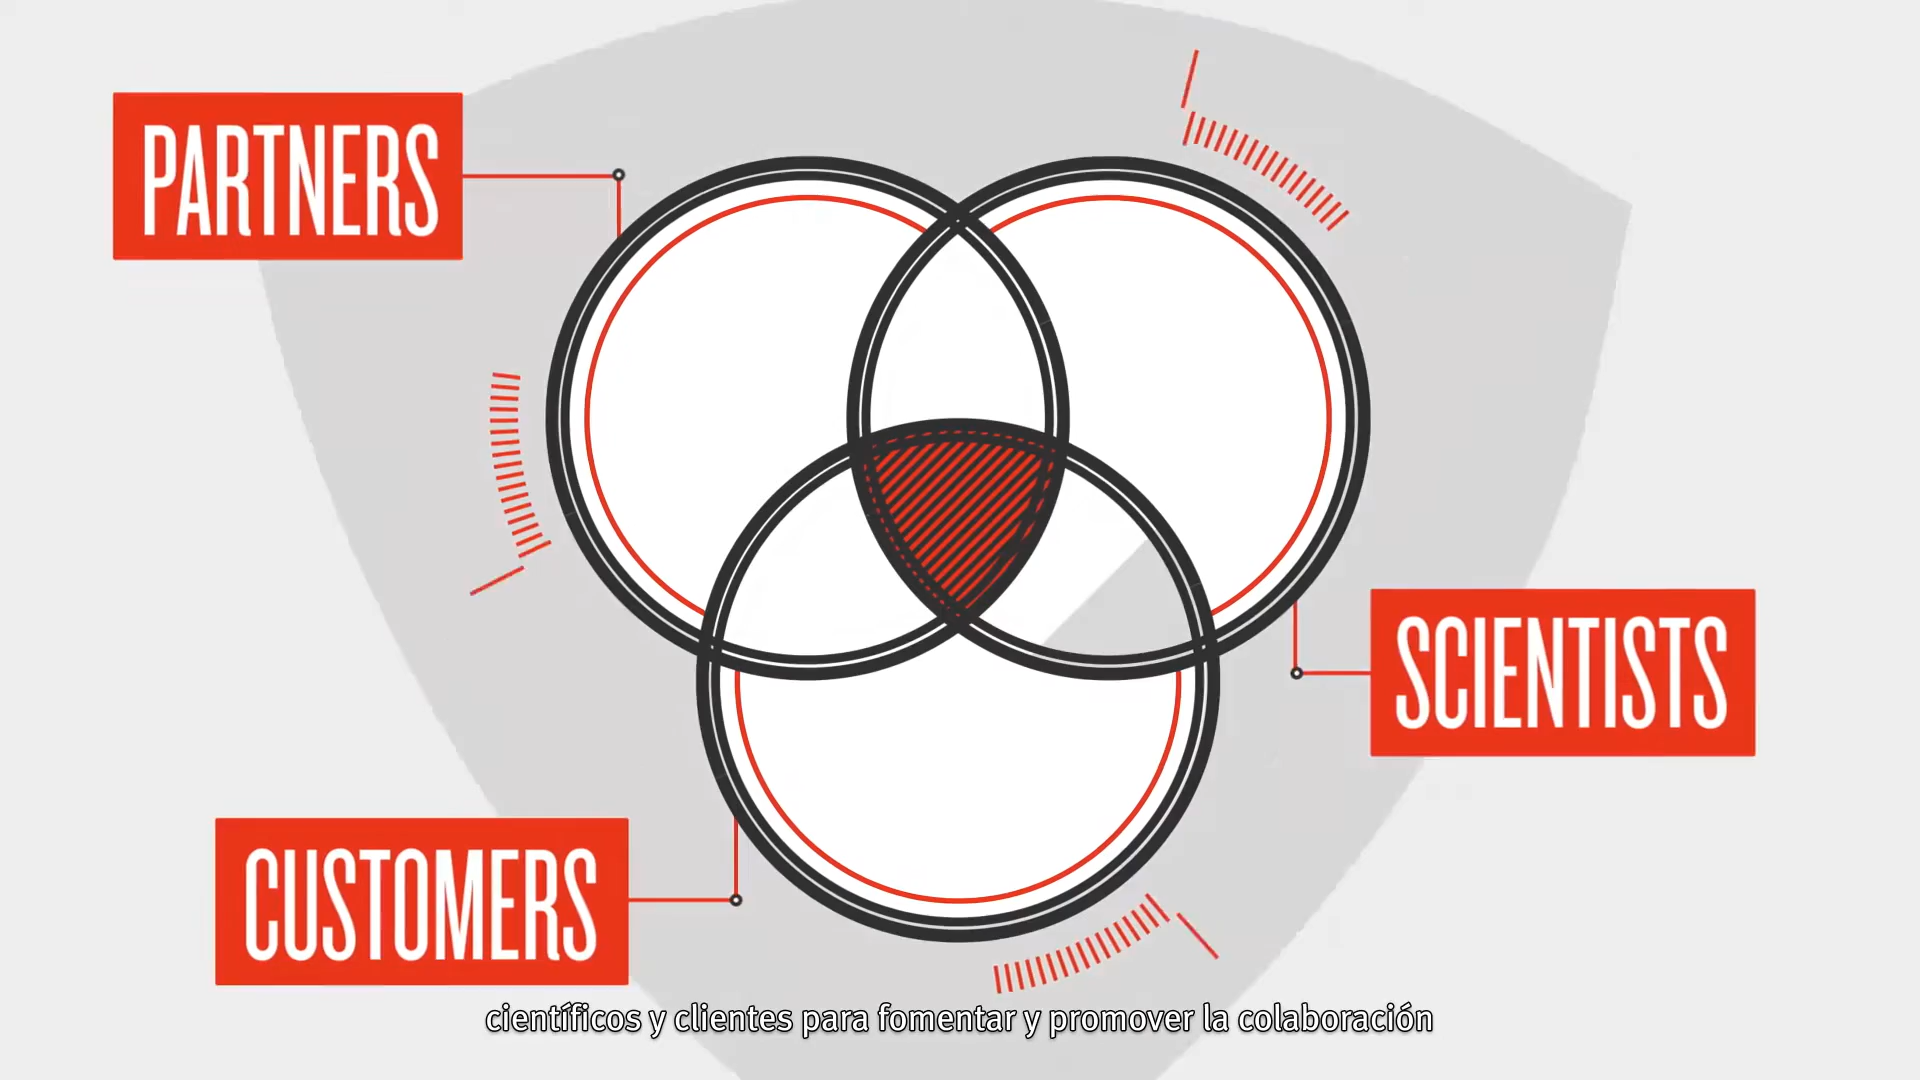 PARTNERS
SCIENTISTS
CUSTOMERS
científicos y clientes para fomentar y promover la colaboración